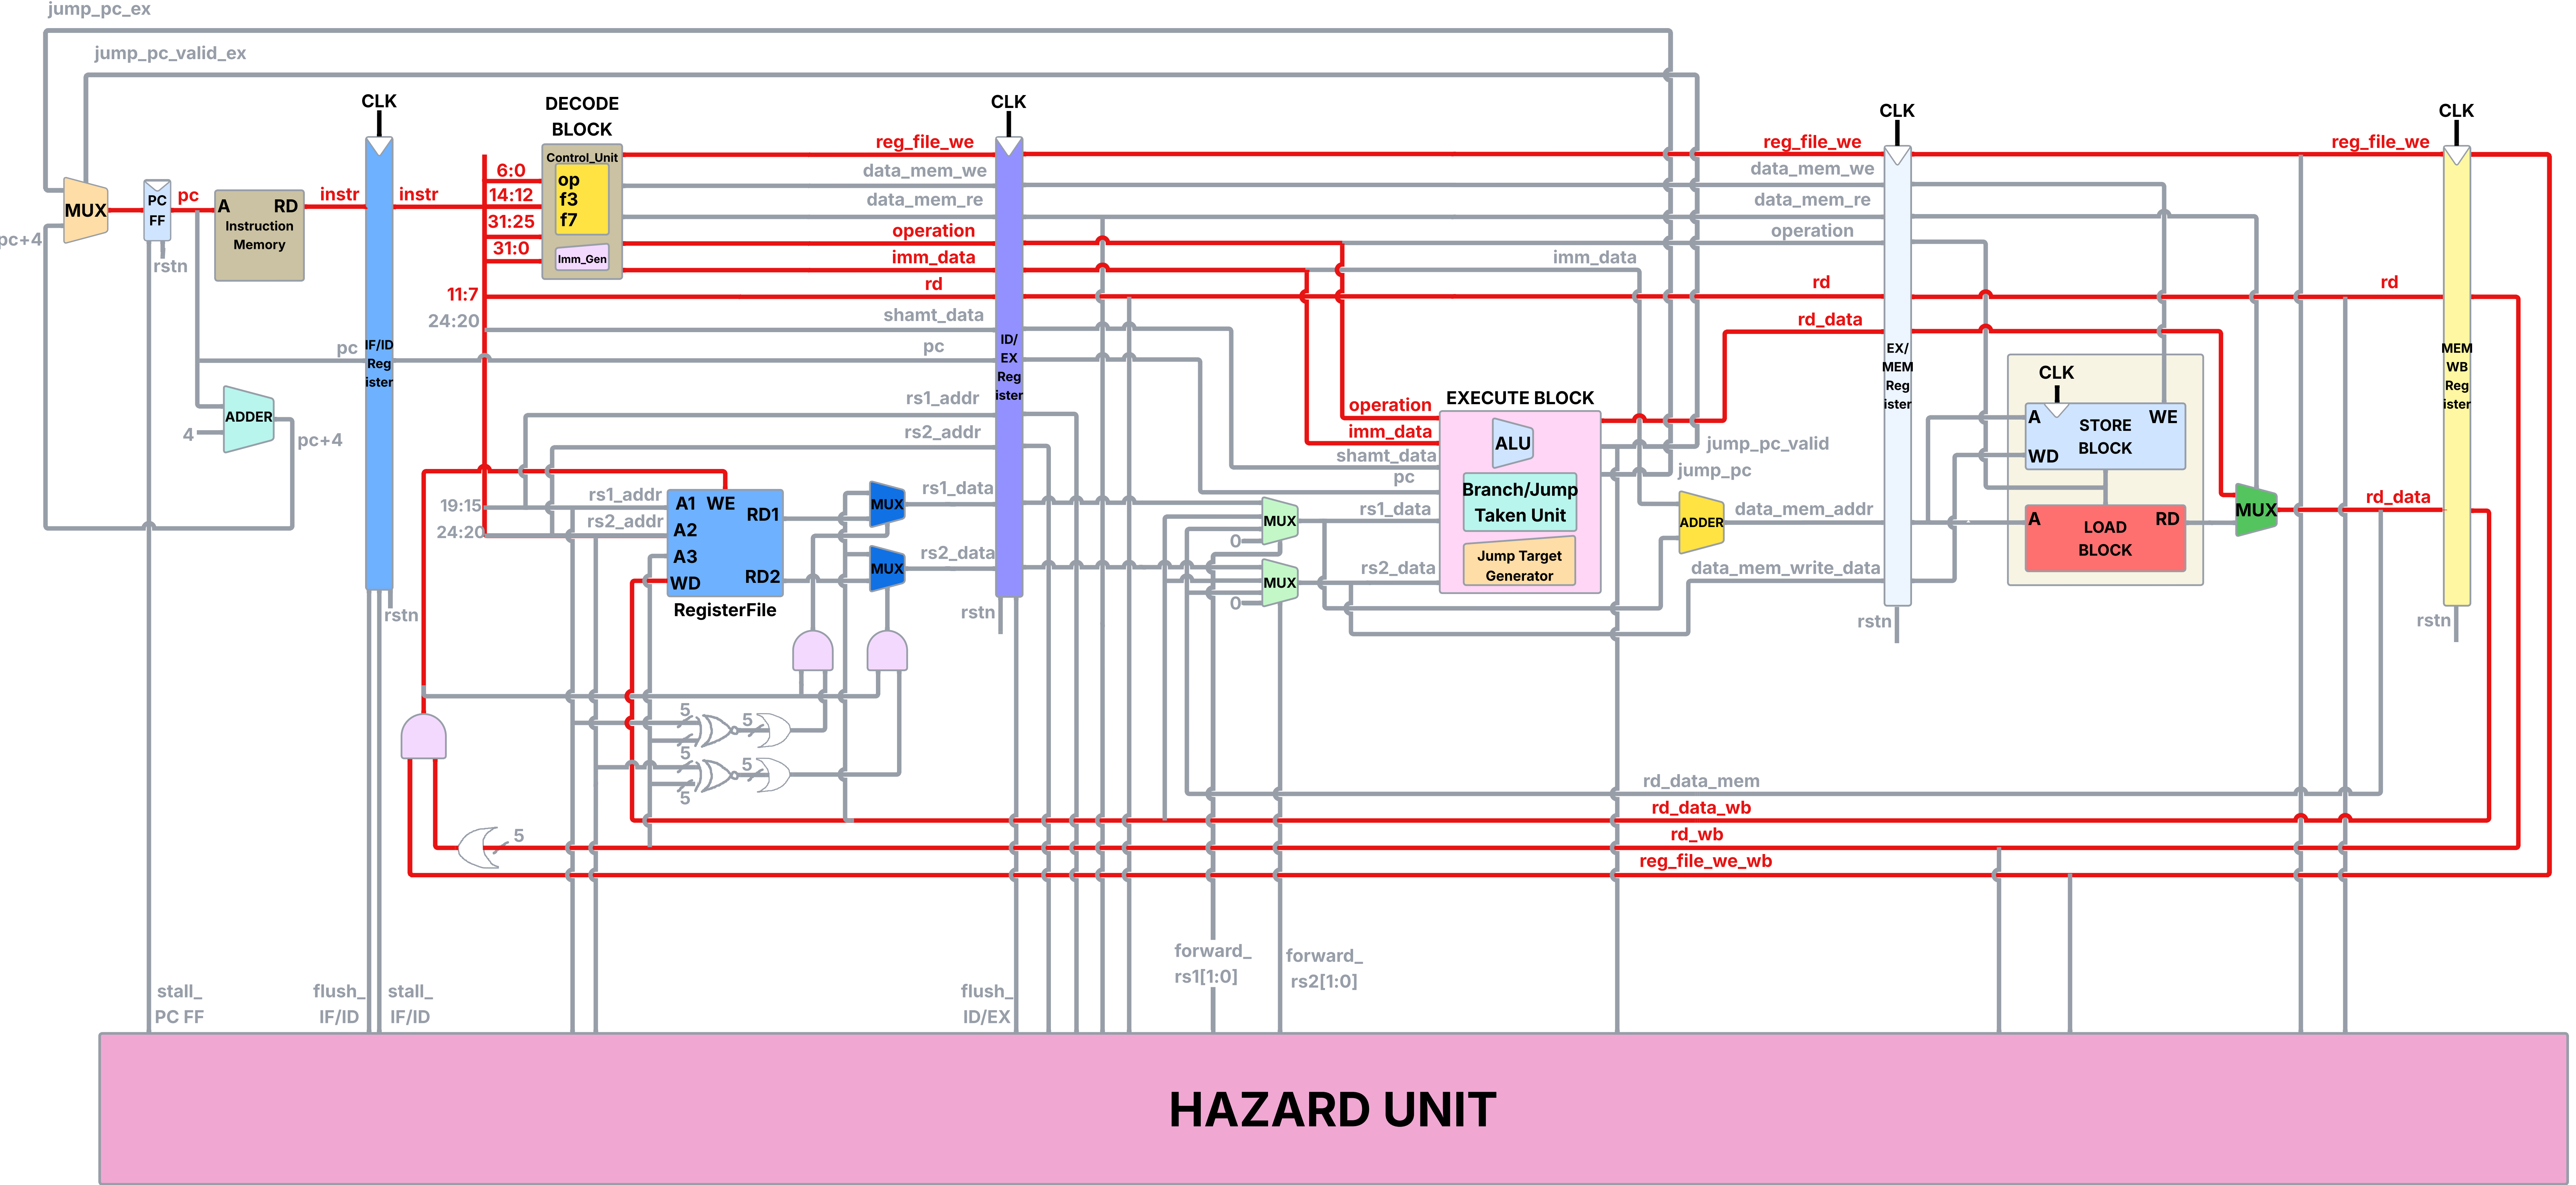 jump_pc_ex
jump_pc_valid_ex
CLK
DECODE
BLOCK
CLK
CLK
CLK
MUX
pc+4
PC
FF
rstn
pc
A RD
Instruction
Memory
instr
instr
4
ADDER
pc+4
pc
IF/ID
Reg
ister
rstn
6:0
14:12
31:25
31:0
11:7
24:20
19:15
24:20
Control_Unit
op
f3
f7
Imm_Gen
reg_file_we
data_mem_we
data_mem_re
operation
imm_data
rd
shamt_data
pc
rs1_addr
rs2_addr
rs1_addr
rs2_addr
A1 WE
RD1
A2
A3
WD
RD2
RegisterFile
MUX
MUX
rs1_data
rs2_data
5
5
5
5
5
5
5
ID/
EX
Reg
ister
rstn
MUX
0
MUX
0
operation
imm_data
shamt_data
pc
rs1_data
rs2_data
EXECUTE BLOCK
ALU
Branch/Jump
Taken Unit
Jump Target
Generator
imm_data
jump_pc_valid
jump_pc
ADDER
data_mem_addr
data_mem_write_data
reg_file_we
data_mem_we
data_mem_re
operation
rd
rd_data
EX/
MEM
Reg
ister
rstn
CLK
A WE
STORE
BLOCK
WD
A RD
LOAD
BLOCK
MUX
reg_file_we
rd
rd_data
MEM
WB
Reg
ister
rstn
rd_data_mem
rd_data_wb
rd_wb
reg_file_we_wb
stall_
PC FF
flush_
IF/ID
stall_
IF/ID
flush_
ID/EX
forward_
rs1[1:0]
forward_
rs2[1:0]
HAZARD UNIT